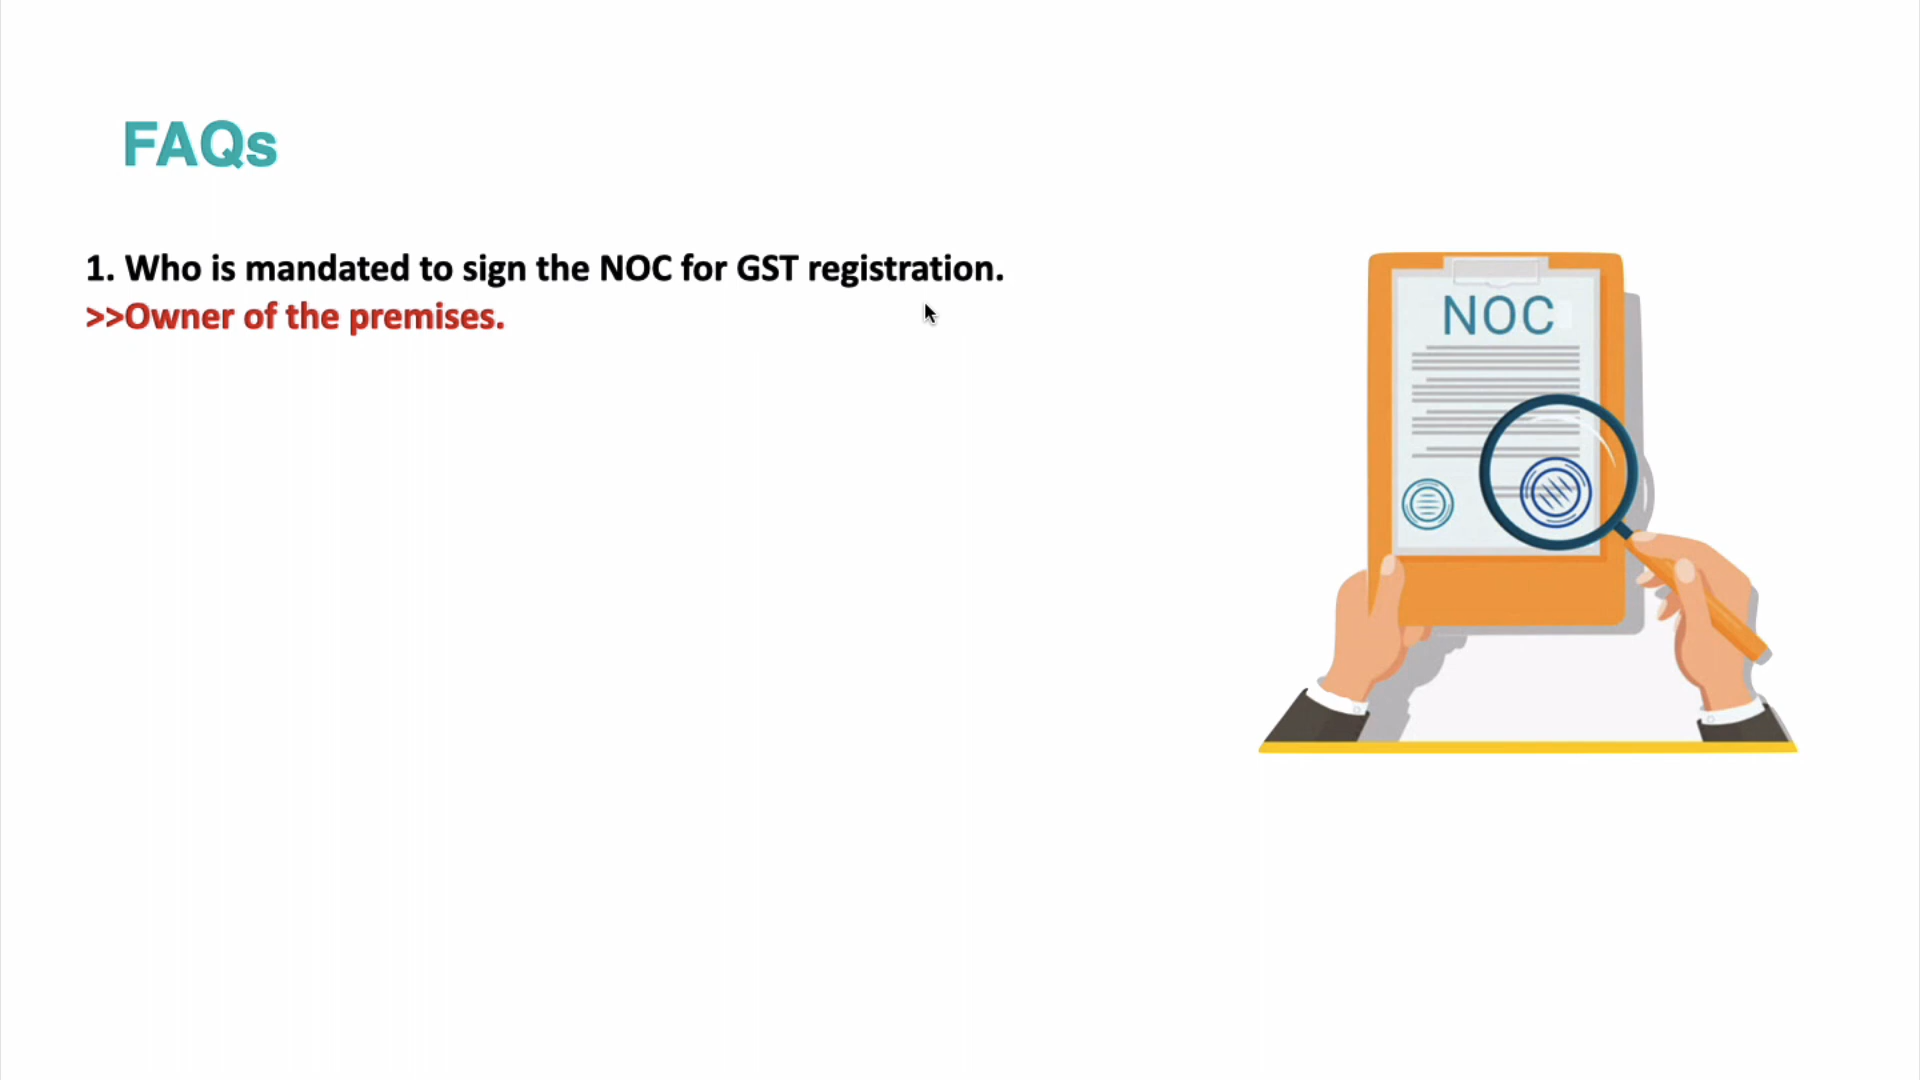 FAQs
1. Who is mandated to sign the NOC for GST registration.
>>Owner of the premises.
NOC